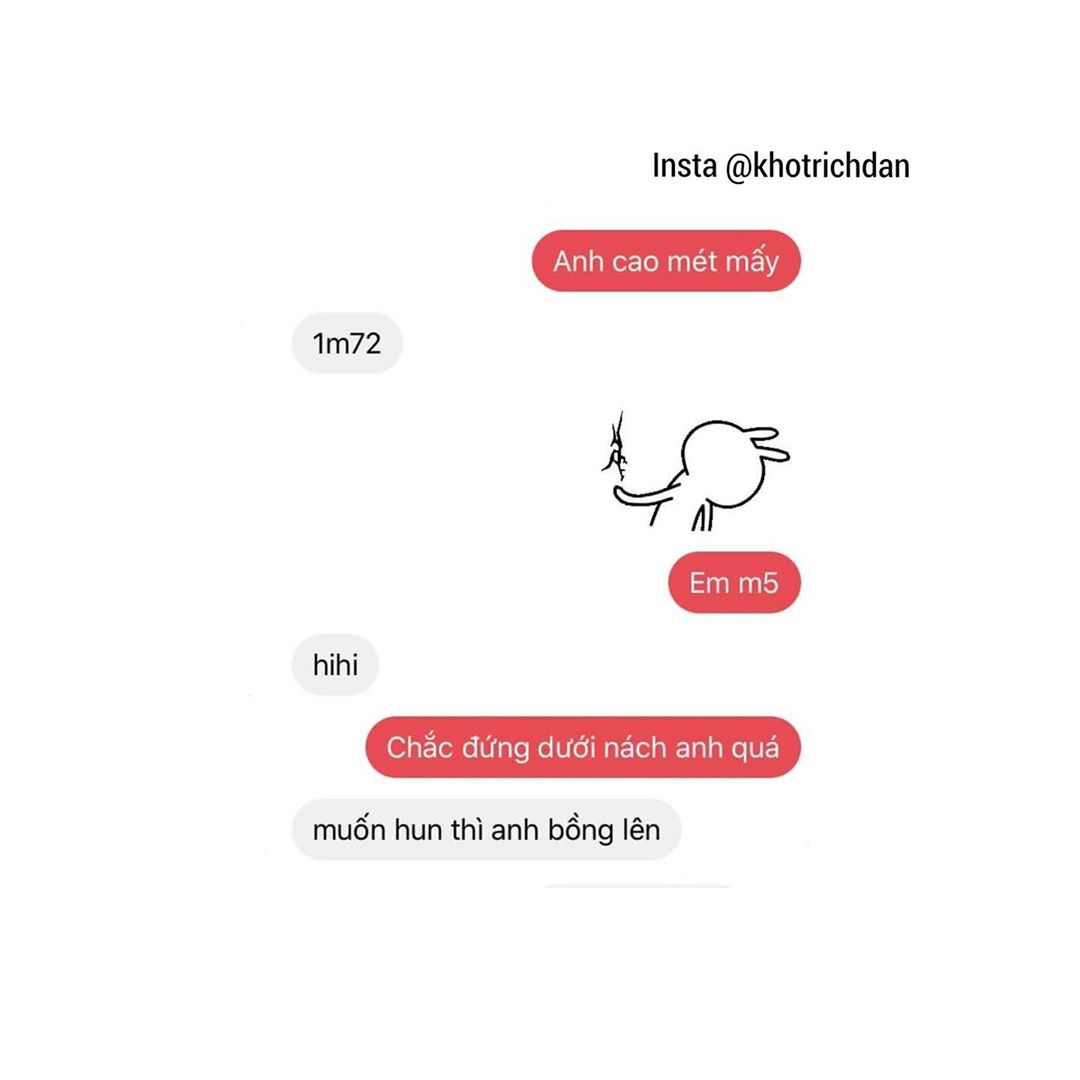 Insta @khotrichdan
Anh cao mét mấy
1m72
Em m5
hihi
Chắc đứng dưới nách anh quá
muốn hun thì anh bồng lên